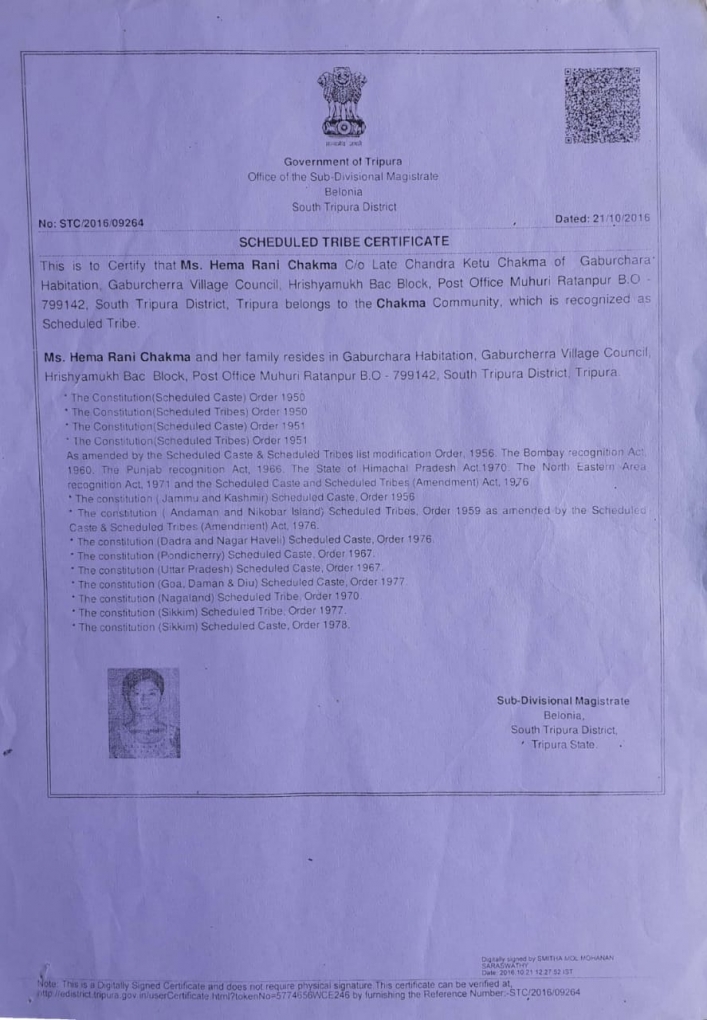 Government of Tripura
Office of the Sub-Divisional Magistrate
Belonia
South Tripura District
No: STC/2016/09264
Dated: 21/10/2016
SCHEDULED TRIBE CERTIFICATE
This is to Certify that Ms. Hema Rani Chakma C/o Late Chandra Ketu Chakma of Gaburchara
Habitation, Gaburcherra Village Council, Hrishyamukh Bac Block, Post Office Muhuri Ratanpur B.O -
799142, South Tripura District, Tripura belongs to the Chakma Community, which is recognized as
Scheduled Tribe.
Ms. Hema Rani Chakma and her family resides in Gaburchara Habitation, Gaburcherra Village Council,
Hrishyamukh Bac Block, Post Office Muhuri Ratanpur B.O - 799142, South Tripura District, Tripura.
* The Constitution(Scheduled Caste) Order 1950
* The Constitution(Scheduled Tribes) Order 1950
* The Constitution(Scheduled Caste) Order 1951
* The Constitution(Scheduled Tribes) Order 1951
As amended by the Scheduled Caste & Scheduled Tribes list modification Order, 1956. The Bombay recognition Act,
1960. The Punjab recognition Act, 1966. The State of Himachal Pradesh Act.1970. The North Eastern Area
recognition Act, 1971 and the Scheduled Caste and Scheduled Tribes (Amendment) Act, 1976
* The constitution ( Jammu and Kashmir) Scheduled Caste, Order 1956
* The constitution ( Andaman and Nikobar Island) Scheduled Tribes, Order 1959 as amended by the Scheduled
Caste & Scheduled Tribes (Amendment) Act, 1976.
* The constitution (Dadra and Nagar Haveli) Scheduled Caste, Order 1976.
* The constitution (Pondicherry) Scheduled Caste, Order 1967.
* The constitution (Uttar Pradesh) Scheduled Caste, Order 1967.
* The constitution (Goa, Daman & Diu) Scheduled Caste, Order 1977
* The constitution (Nagaland) Scheduled Tribe, Order 1970
* The constitution (Sikkim) Scheduled Tribe, Order 1977.
* The constitution (Sikkim) Scheduled Caste, Order 1978.
Sub-Divisional Magistrate
Belonia,
South Tripura District,
Tripura State.
Digitally signed by SMITHA MOL MOHANAN
SARASWATHY
Date: 2016.10.21 12:27:52 IST
Note: This is a Digitally Signed Certificate and does not require physical signature.This certificate can be verified at,
http://edistrict.tripura.gov.in/userCertificate.html?tokenNo=5774656WCE246 by furnishing the Reference Number:-STC/2016/09264